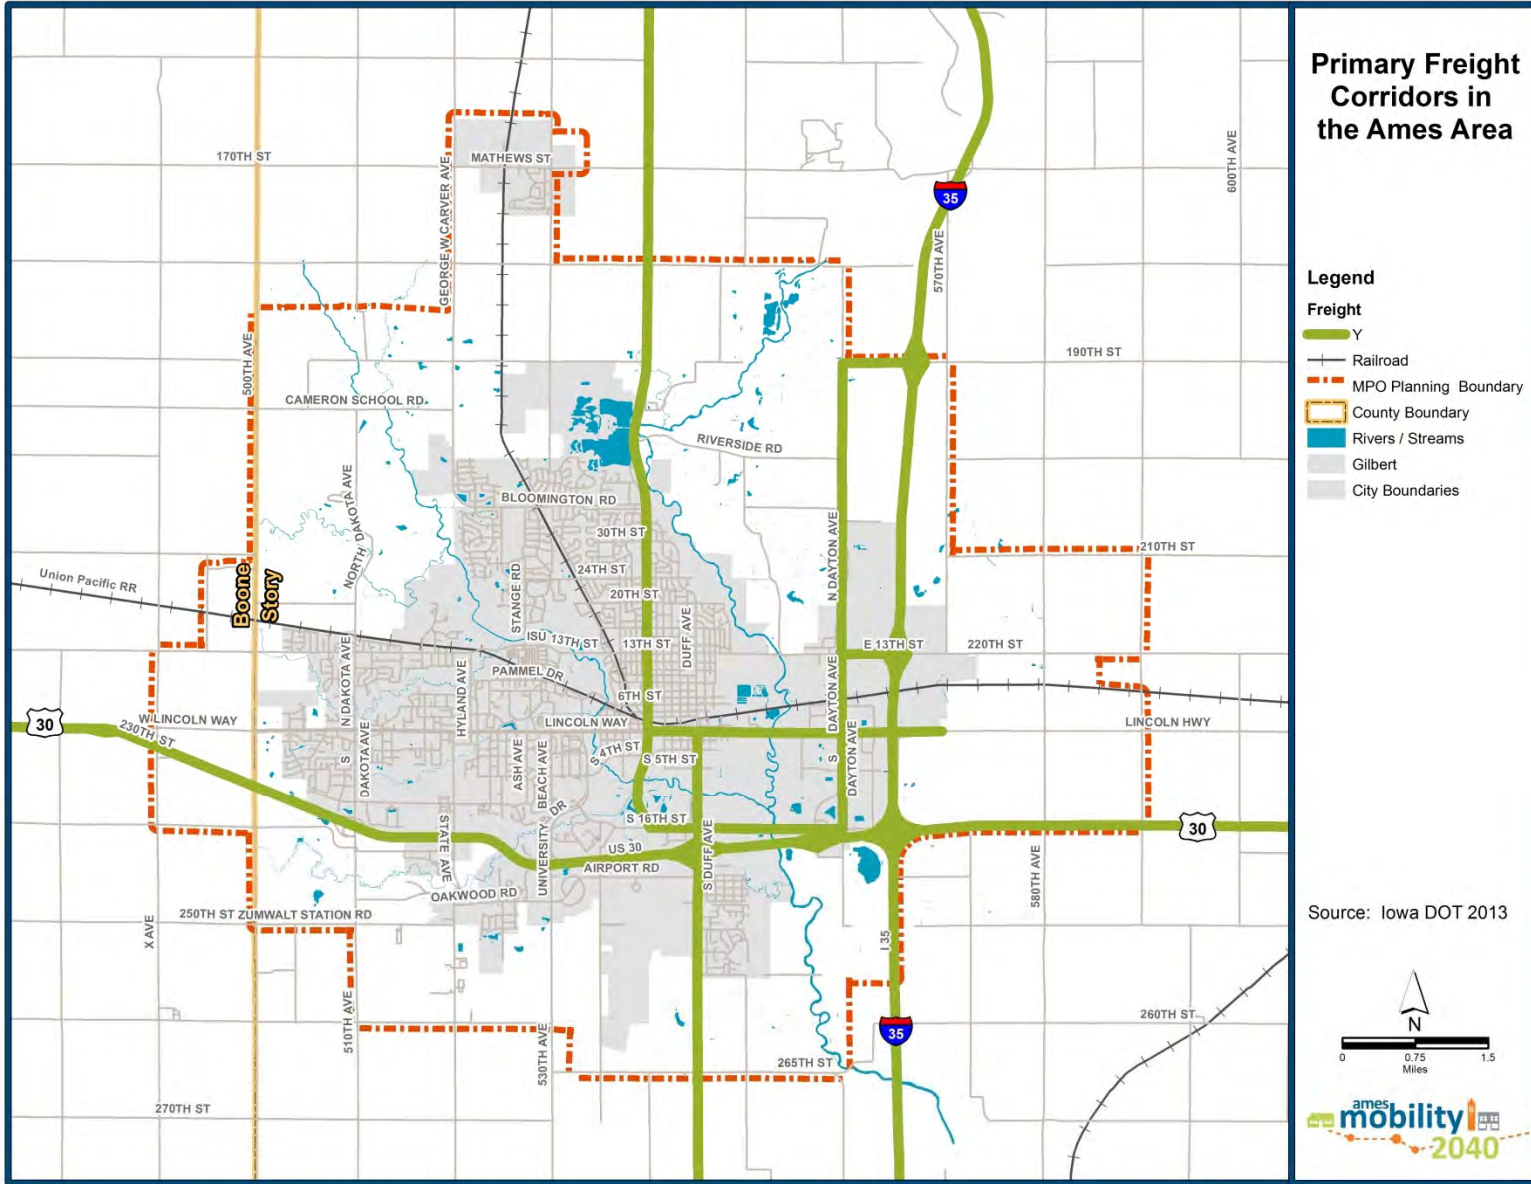 Primary Freight
Corridors in
the Ames Area
Legend
Freight
Y
Railroad
MPO Planning Boundary
County Boundary
Rivers / Streams
Gilbert
City Boundaries
Source: Iowa DOT 2013
N
0 0.75 1.5
Miles
ames
mobility
2040
170TH ST
MATHEWS ST
GEORGE W CARVER AVE
600TH AVE
35
570TH AVE
500TH AVE
190TH ST
CAMERON SCHOOL RD
RIVERSIDE RD
NORTH DAKOTA AVE
BLOOMINGTON RD
30TH ST
N DAYTON AVE
210TH ST
Union Pacific RR
Boone
Story
24TH ST
STANGE RD
20TH ST
DUFF AVE
ISU 13TH ST
13TH ST
E 13TH ST
220TH ST
N DAKOTA AVE
HYLAND AVE
PAMMEL DR
6TH ST
DAYTON AVE
30
W LINCOLN WAY
230TH ST
LINCOLN WAY
LINCOLN HWY
S
DAKOTA AVE
ASH AVE
BEACH AVE
S 4TH ST
S 5TH ST
S
DAYTON AVE
S 16TH ST
STATE AVE
UNIVERSITY DR
US 30
AIRPORT RD
S DUFF AVE
30
OAKWOOD RD
580TH AVE
X AVE
250TH ST ZUMWALT STATION RD
I 35
510TH AVE
530TH AVE
35
260TH ST
265TH ST
270TH ST